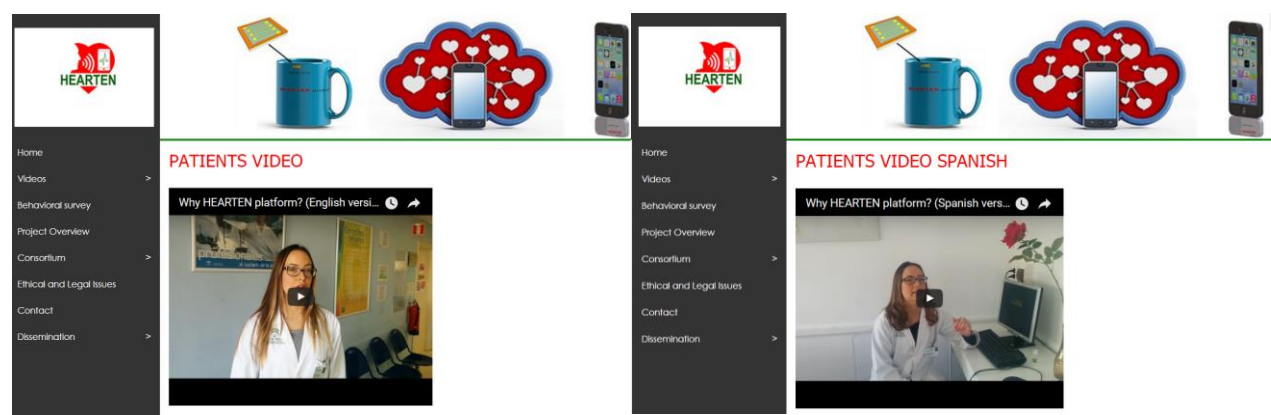 HEARTEN
Home
Videos >
Behavioral survey
Project Overview
Consortium >
Ethical and Legal Issues
Contact
Dissemination >
PATIENTS VIDEO
Why HEARTEN platform? (English versi...
profesionales
HEARTEN
Home
Videos >
Behavioral survey
Project Overview
Consortium >
Ethical and Legal Issues
Contact
Dissemination >
PATIENTS VIDEO SPANISH
Why HEARTEN platform? (Spanish vers...